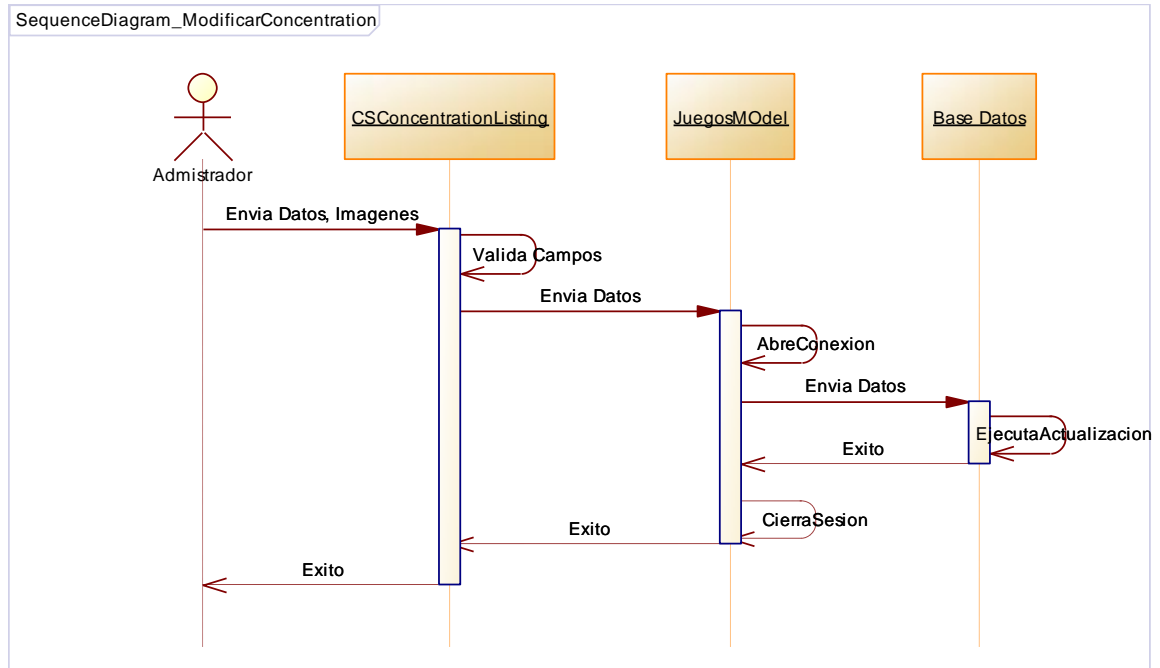 SequenceDiagram_ModificarConcentration
CSConcentrationListing
JuegosMOdel
Base Datos
Admistrador
Envia Datos, Imagenes
Valida Campos
Envia Datos
AbreConexion
Envia Datos
EjecutaActualizacion
Exito
CierraSesion
Exito
Exito